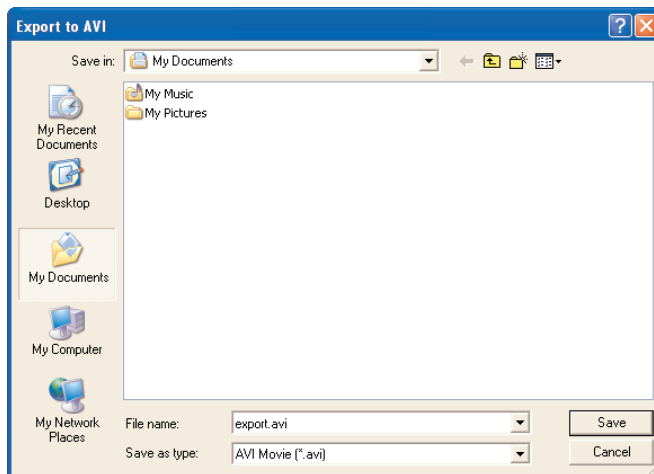 Export to AVI
Save in: My Documents
My Music
My Pictures
My Recent
Documents
Desktop
My Documents
My Computer
My Network
Places
File name: export.avi Save
Save as type: AVI Movie (*.avi) Cancel